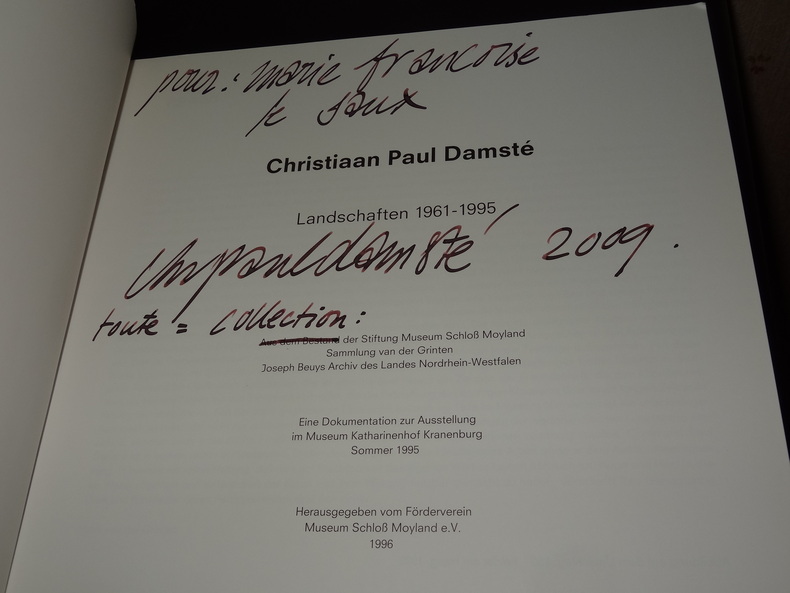 pour: marie francoise
le saux
Christiaan Paul Damsté
Landschaften 1961-1995
Chrpauldamsté 2009.
toute = collection:
Aus dem Bestand der Stiftung Museum Schloß Moyland
Sammlung van der Grinten
Joseph Beuys Archiv des Landes Nordrhein-Westfalen
Eine Dokumentation zur Ausstellung
im Museum Katharinenhof Kranenburg
Sommer 1995
Herausgegeben vom Förderverein
Museum Schloß Moyland e.V.
1996